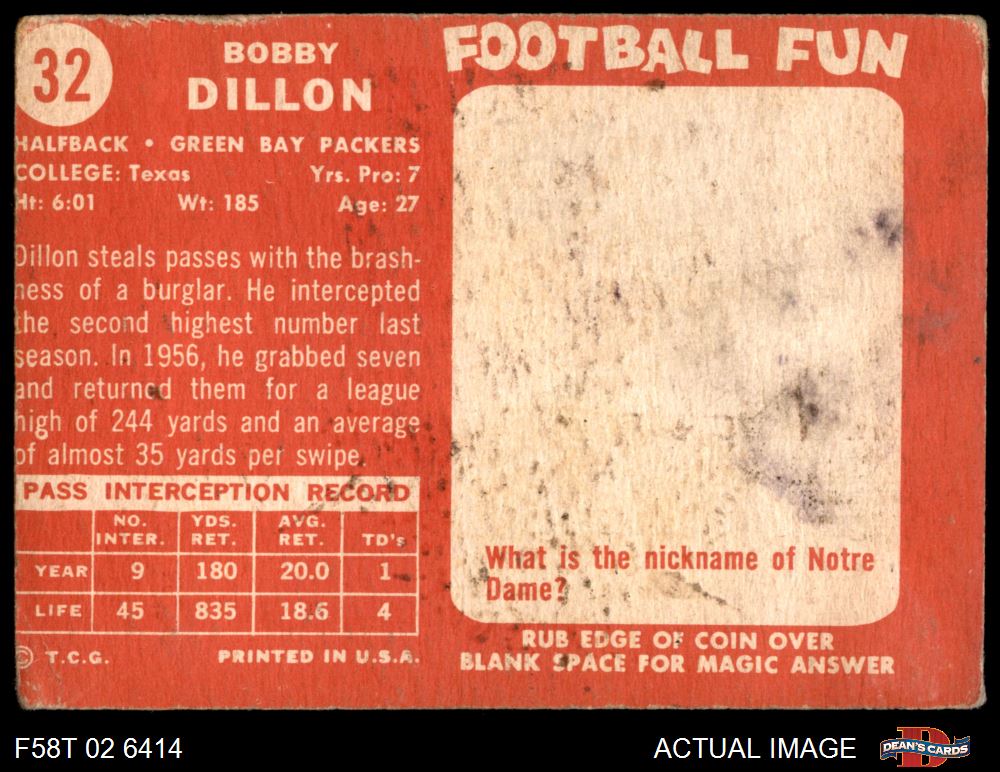 32
BOBBY
DILLON
HALFBACK • GREEN BAY PACKERS
COLLEGE: Texas Yrs. Pro: 7
Ht: 6:01 Wt: 185 Age: 27
Dillon steals passes with the brash-
ness of a burglar. He intercepted
the second highest number last
season. In 1956, he grabbed seven
and returned them for a league
high of 244 yards and an average
of almost 35 yards per swipe.
PASS INTERCEPTION RECORD
NO. INTER. YDS. RET. AVG. RET. TD's
YEAR 9 180 20.0 1
LIFE 45 835 18.6 4
© T.C.G. PRINTED IN U.S.A.
FOOTBALL FUN
What is the nickname of Notre
Dame?
RUB EDGE OF COIN OVER
BLANK SPACE FOR MAGIC ANSWER
F58T 02 6414 ACTUAL IMAGE
D
DEAN'S CARDS